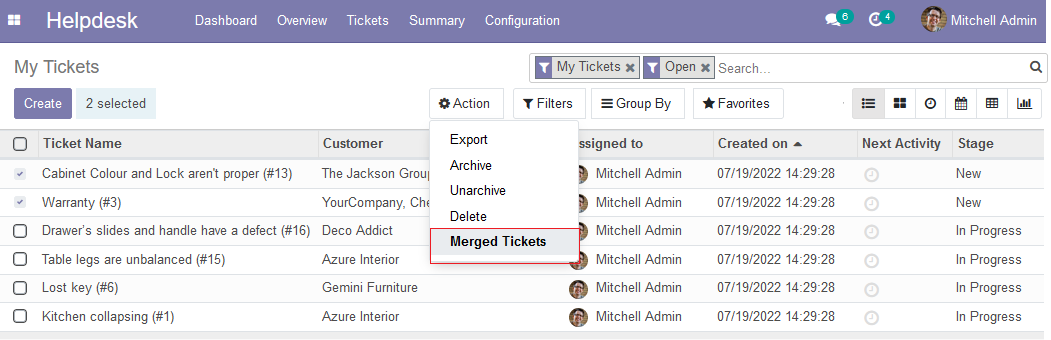 Helpdesk Dashboard Overview Tickets Summary Configuration 6 4 Mitchell Admin
My Tickets My Tickets Open Search...
Create 2 selected Action Filters Group By Favorites
Ticket Name Customer ssigned to Created on Next Activity Stage
Export
Cabinet Colour and Lock aren't proper (#13) The Jackson Group Archive Mitchell Admin 07/19/2022 14:29:28 New
Warranty (#3) YourCompany, Che Unarchive Mitchell Admin 07/19/2022 14:29:28 New
Delete
Drawer's slides and handle have a defect (#16) Deco Addict Mitchell Admin 07/19/2022 14:29:28 In Progress
Merged Tickets
Table legs are unbalanced (#15) Azure Interior Mitchell Admin 07/19/2022 14:29:28 In Progress
Lost key (#6) Gemini Furniture Mitchell Admin 07/19/2022 14:29:28 In Progress
Kitchen collapsing (#1) Azure Interior Mitchell Admin 07/19/2022 14:29:28 In Progress